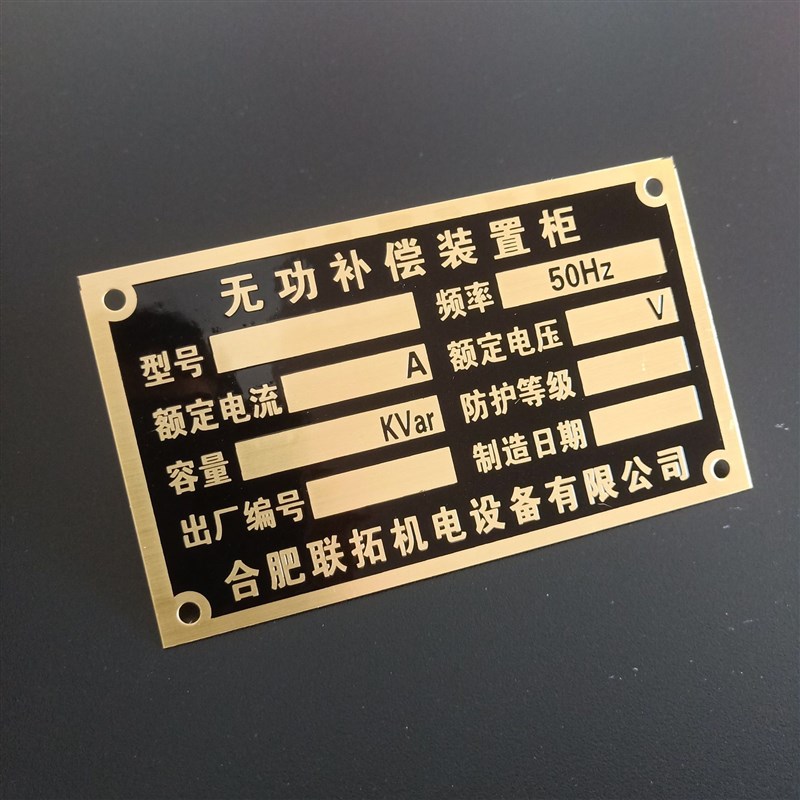 无功补偿装置柜
型号 频率 50Hz
额定电流 A 额定电压 V
容量 KVar 防护等级
出厂编号 制造日期
合肥联拓机电设备有限公司